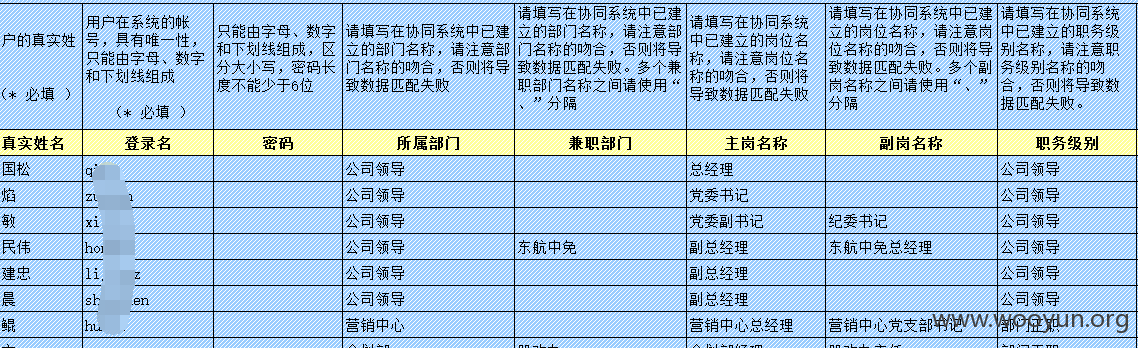 户的真实姓
(* 必填 )
用户在系统的帐
号，具有唯一性，
只能由字母、数字
和下划线组成
(* 必填 )
只能由字母、数字
和下划线组成，区
分大小写，密码长
度不能少于6位
请填写在协同系统中已建
立的部门名称，请注意部
门名称的吻合，否则将导
致数据匹配失败
请填写在协同系统中已建
立的部门名称，请注意部
门名称的吻合，否则将导
致数据匹配失败。多个兼
职部门名称之间请使用“
、”分隔
请填写在协同系统
中已建立的岗位名
称，请注意岗位名
称的吻合，否则将
导致数据匹配失败
请填写在协同系统中已建
立的岗位名称，请注意岗
位名称的吻合，否则将导
致数据匹配失败。多个副
岗名称之间请使用“、”
分隔
请填写在协同系统
中已建立的职务级
别名称，请注意职
务级别名称的吻
合，否则将导致数
据匹配失败。
真实姓名 登录名 密码 所属部门 兼职部门 主岗名称 副岗名称 职务级别
国松 公司领导 总经理 公司领导
焰 公司领导 党委书记 公司领导
敏 公司领导 党委副书记 纪委书记 公司领导
民伟 公司领导 东航中免 副总经理 东航中免总经理 公司领导
建忠 公司领导 副总经理 公司领导
晨 公司领导 副总经理 公司领导
鲲 营销中心 营销中心总经理 营销中心党支部书记 部门正职
www.wooyun.org